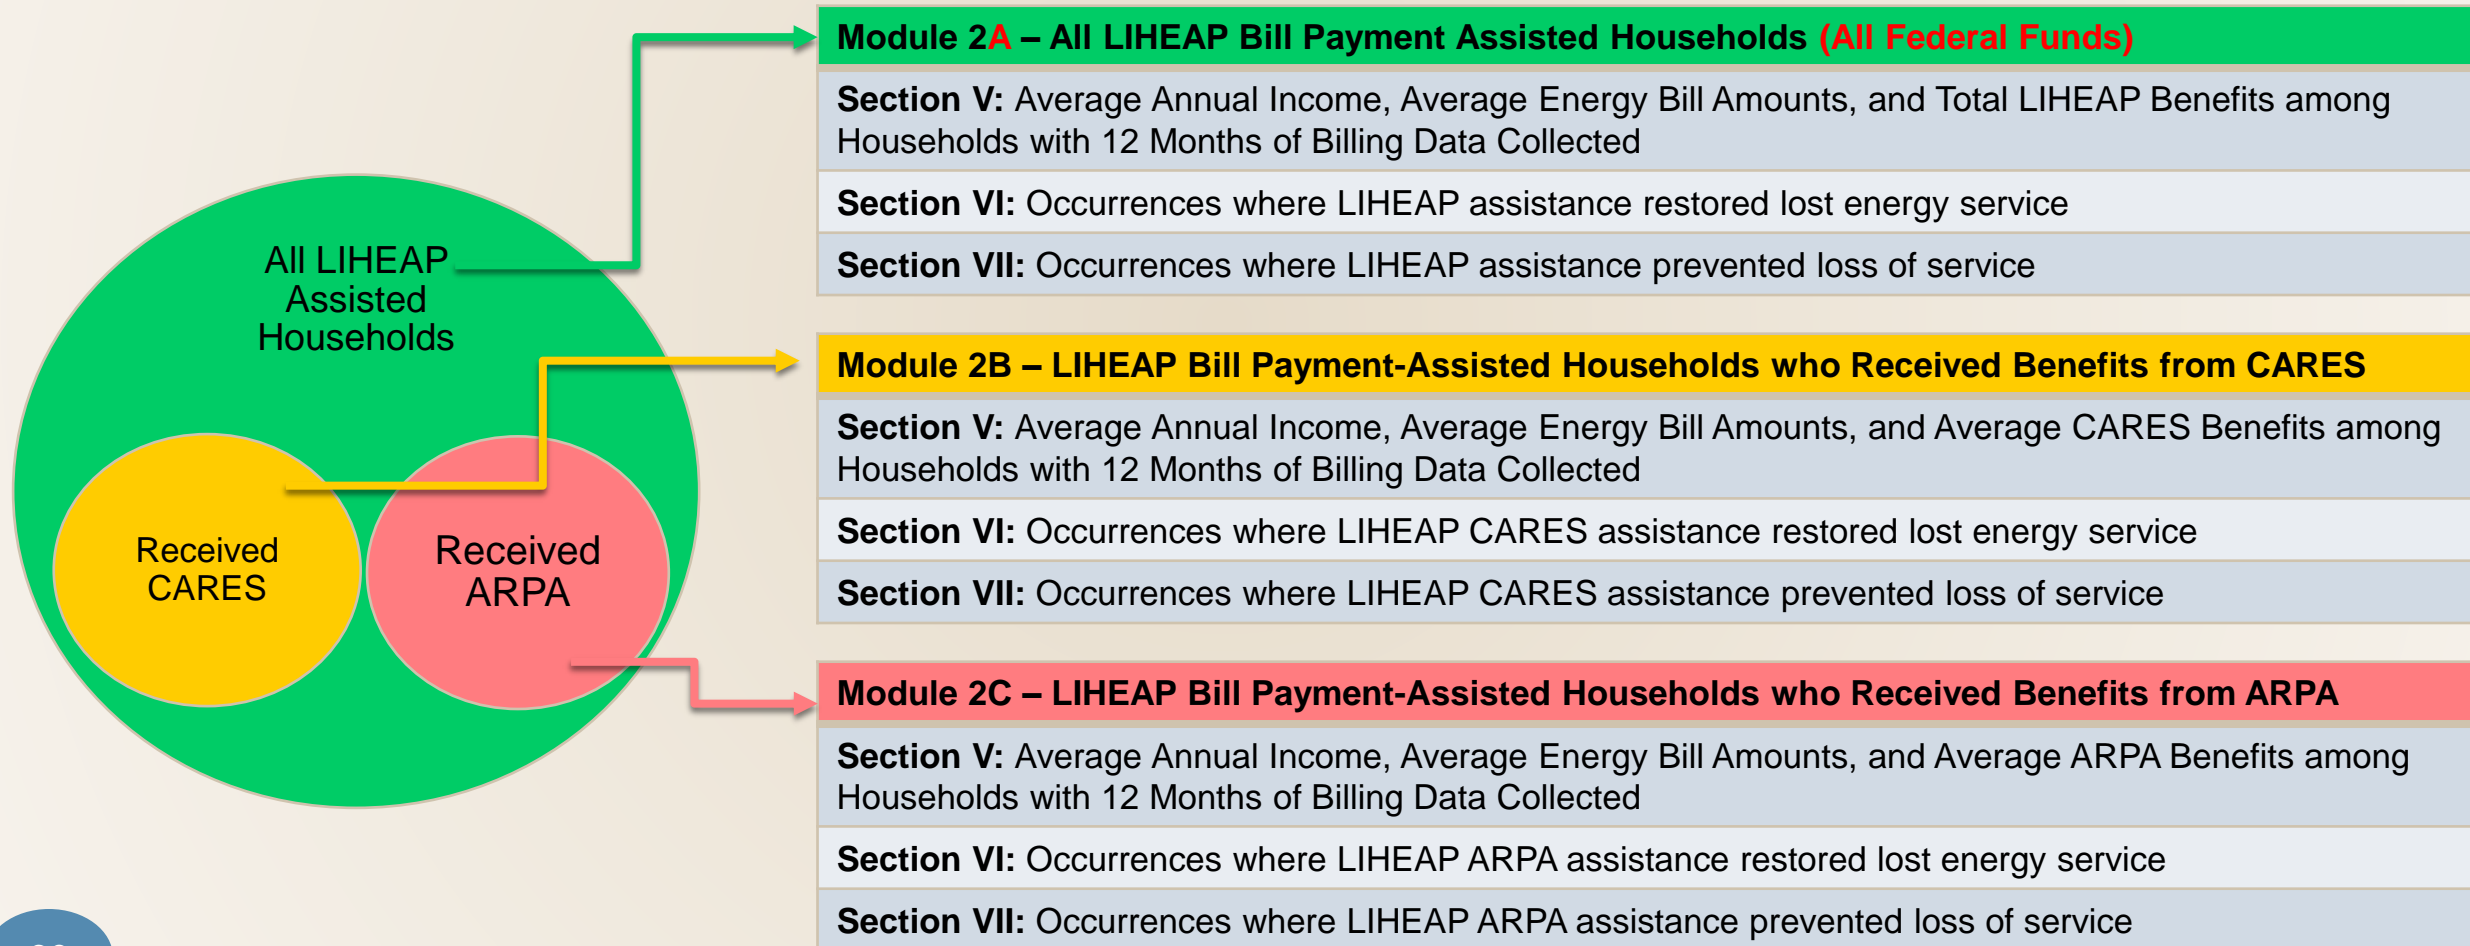 All LIHEAP
Assisted
Households
Received
CARES
Received
ARPA
Module 2A – All LIHEAP Bill Payment Assisted Households (All Federal Funds)
Section V: Average Annual Income, Average Energy Bill Amounts, and Total LIHEAP Benefits among
Households with 12 Months of Billing Data Collected
Section VI: Occurrences where LIHEAP assistance restored lost energy service
Section VII: Occurrences where LIHEAP assistance prevented loss of service
Module 2B – LIHEAP Bill Payment-Assisted Households who Received Benefits from CARES
Section V: Average Annual Income, Average Energy Bill Amounts, and Average CARES Benefits among
Households with 12 Months of Billing Data Collected
Section VI: Occurrences where LIHEAP CARES assistance restored lost energy service
Section VII: Occurrences where LIHEAP CARES assistance prevented loss of service
Module 2C – LIHEAP Bill Payment-Assisted Households who Received Benefits from ARPA
Section V: Average Annual Income, Average Energy Bill Amounts, and Average ARPA Benefits among
Households with 12 Months of Billing Data Collected
Section VI: Occurrences where LIHEAP ARPA assistance restored lost energy service
Section VII: Occurrences where LIHEAP ARPA assistance prevented loss of service